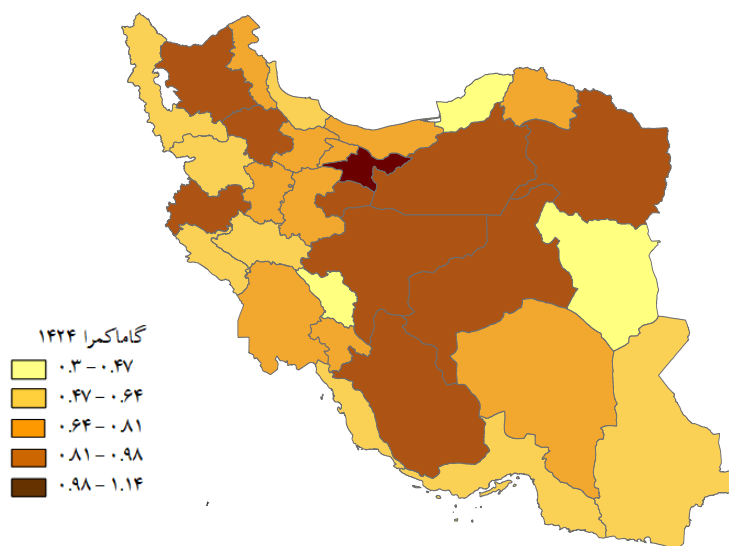 گاماکمرا ۱۴۲۴
۰.۳ – ۰.۴۷
۰.۴۷ – ۰.۶۴
۰.۶۴ – ۰.۸۱
۰.۸۱ – ۰.۹۸
۰.۹۸ – ۱.۱۴